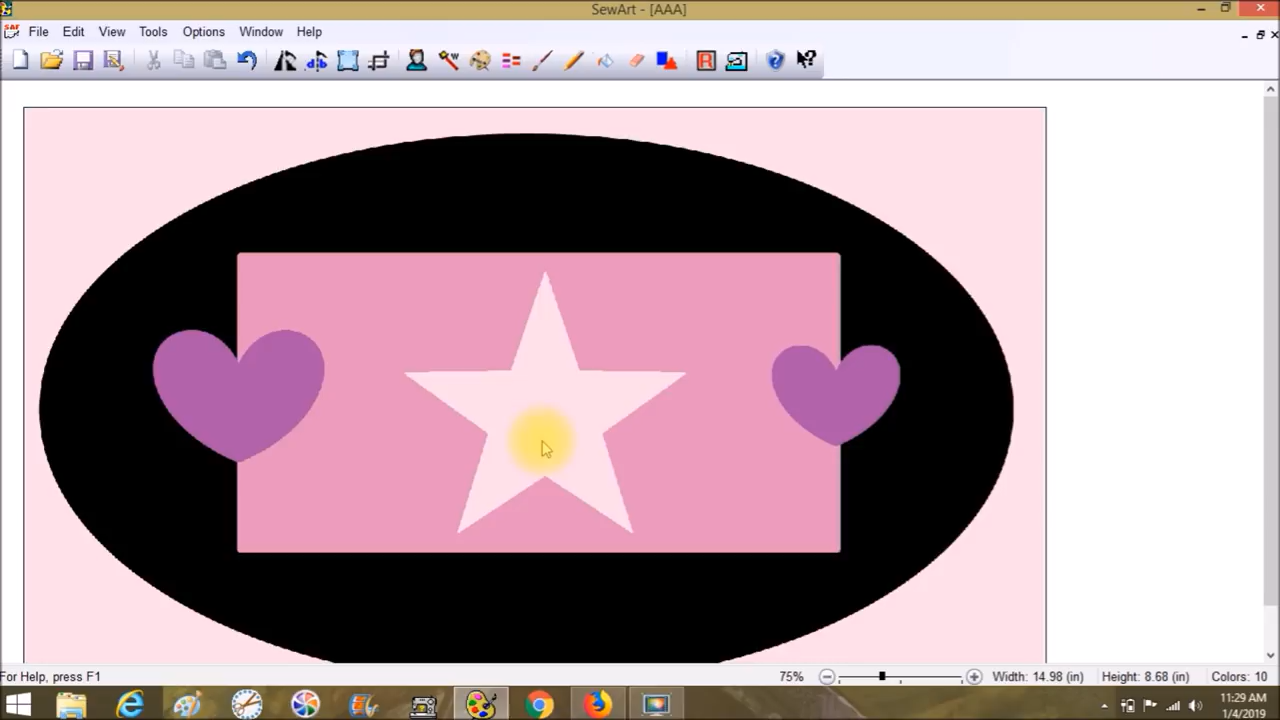 SewArt - [AAA]
File Edit View Tools Options Window Help
For Help, press F1 75% Width: 14.98 (in) Height: 8.68 (in) Colors: 10
11:29 AM
1/4/2019